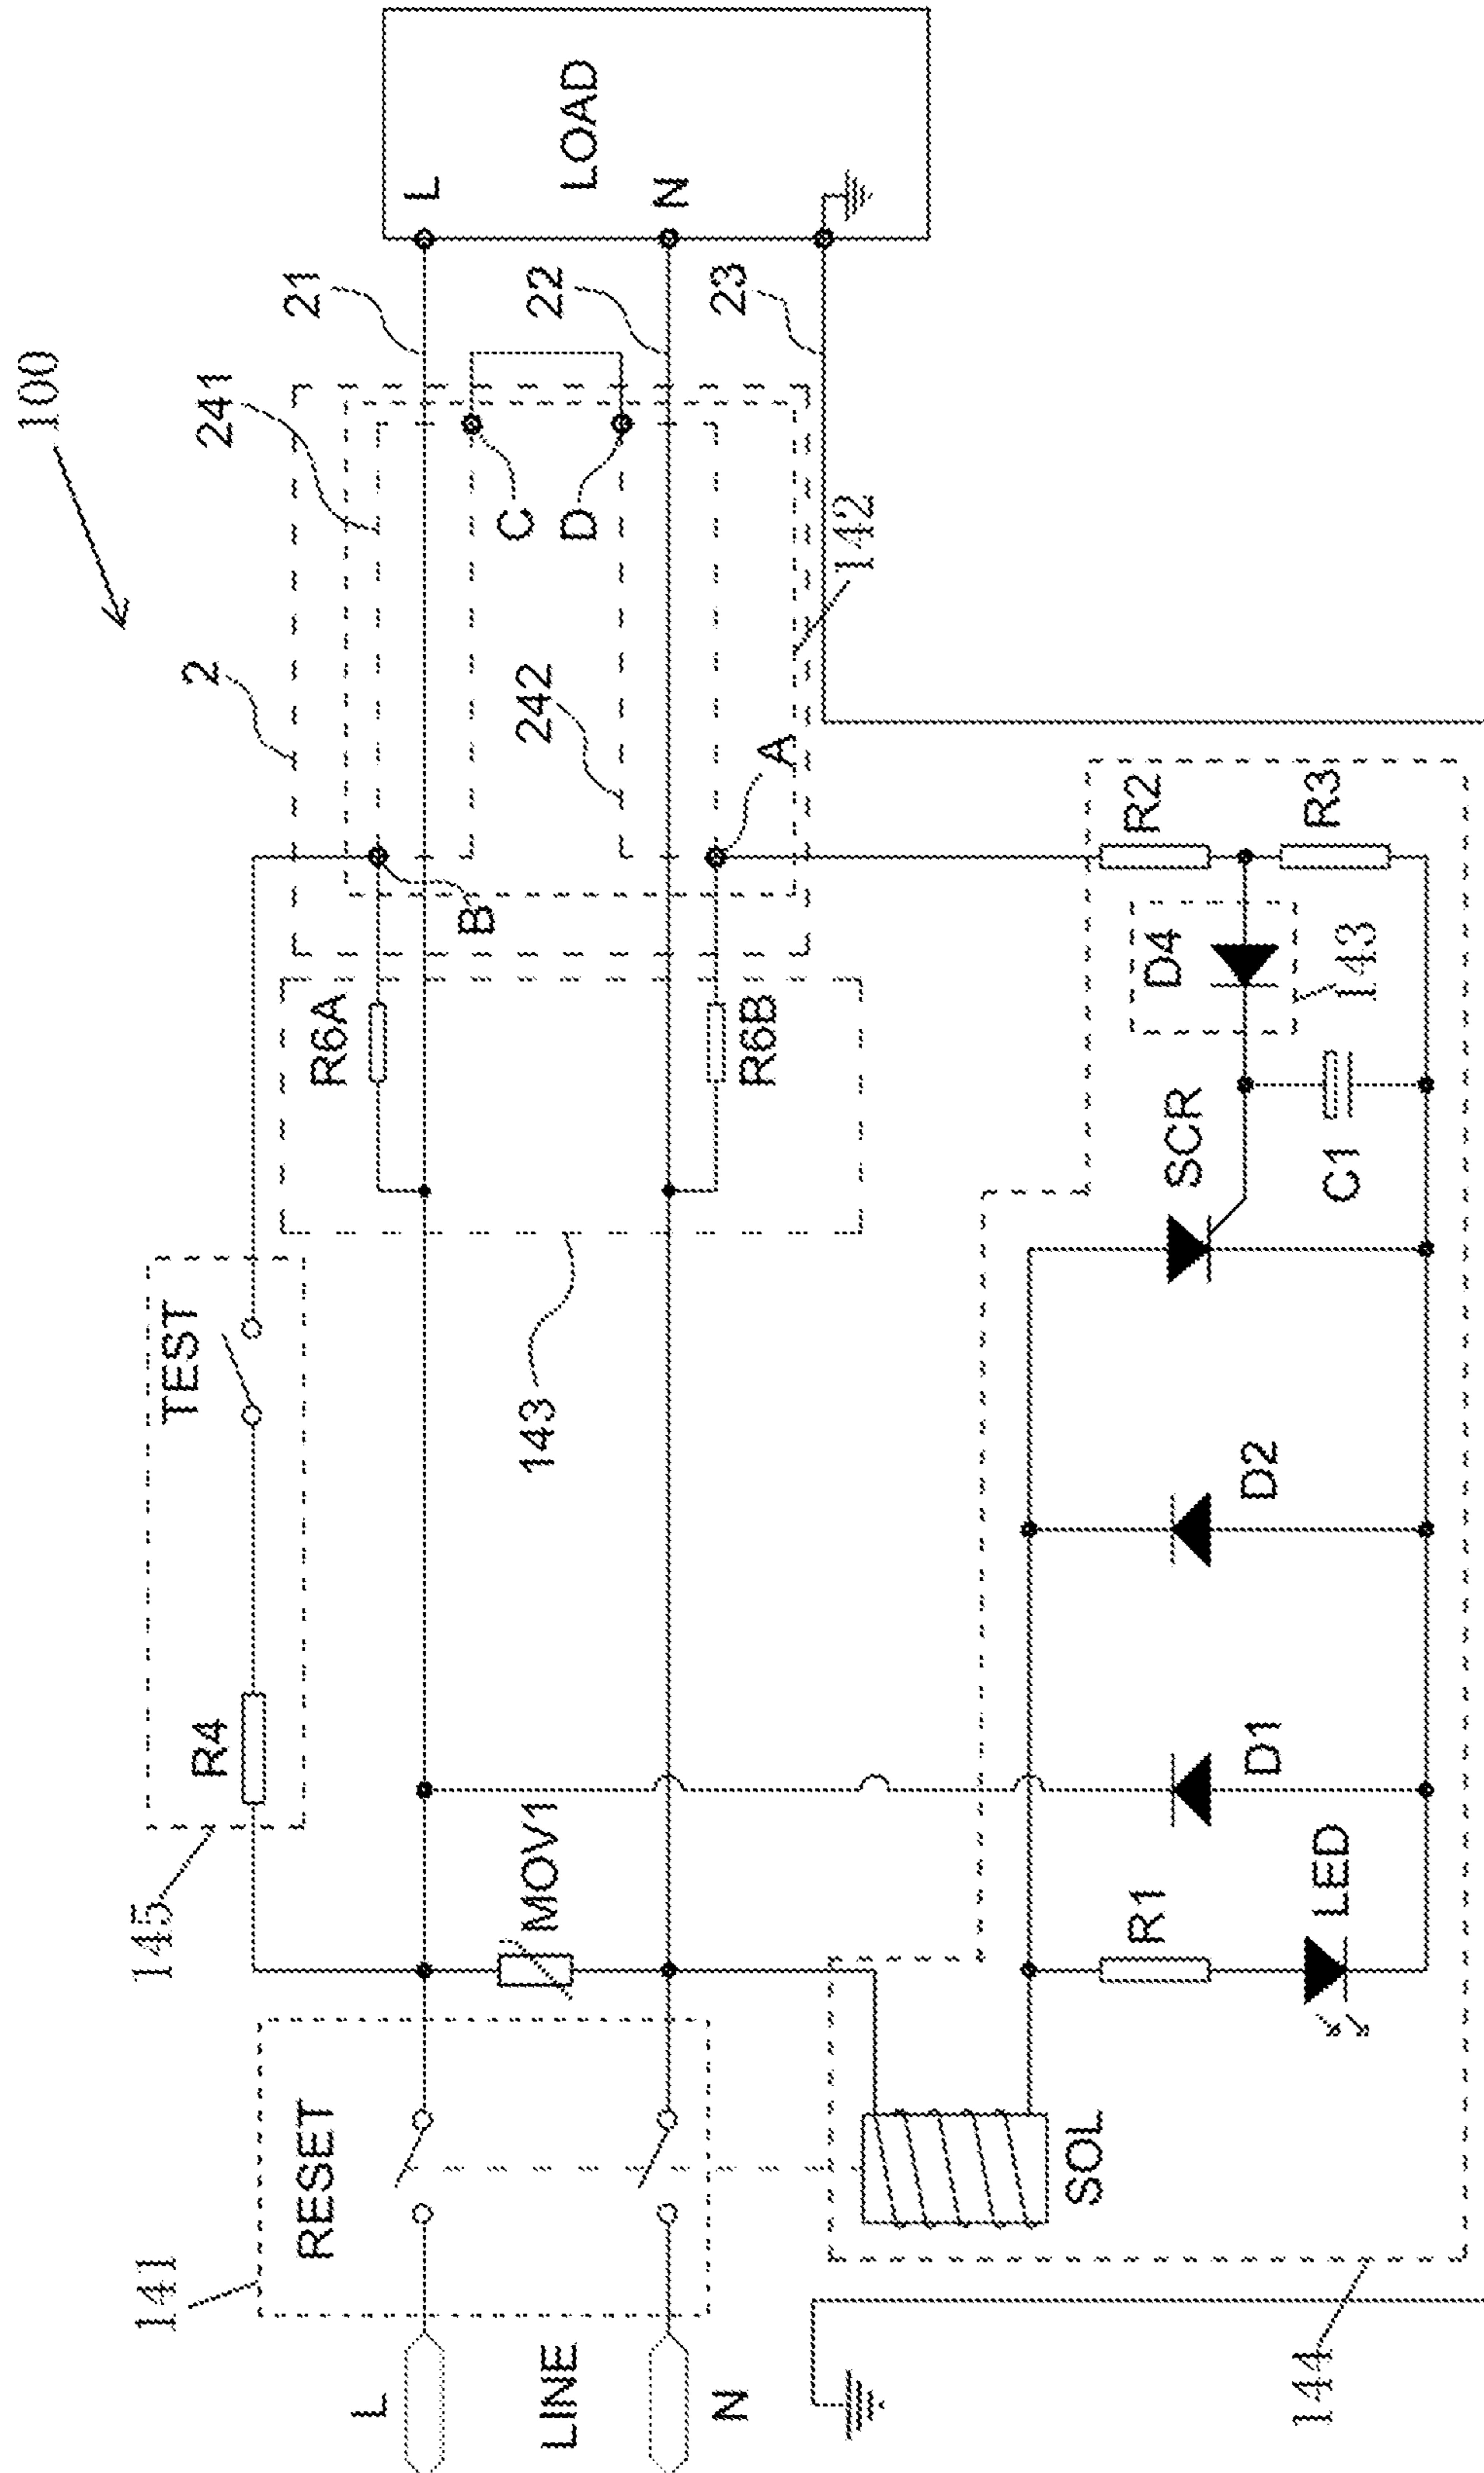 100
2
241
21
L
LOAD
22
N
23
C
D
242
142
A
B
R6A
R6B
143
TEST
R4
145
MOV1
RESET
141
L
LINE
N
R2
R3
D4
143
SCR
C1
D2
D1
R1
LED
SOL
144